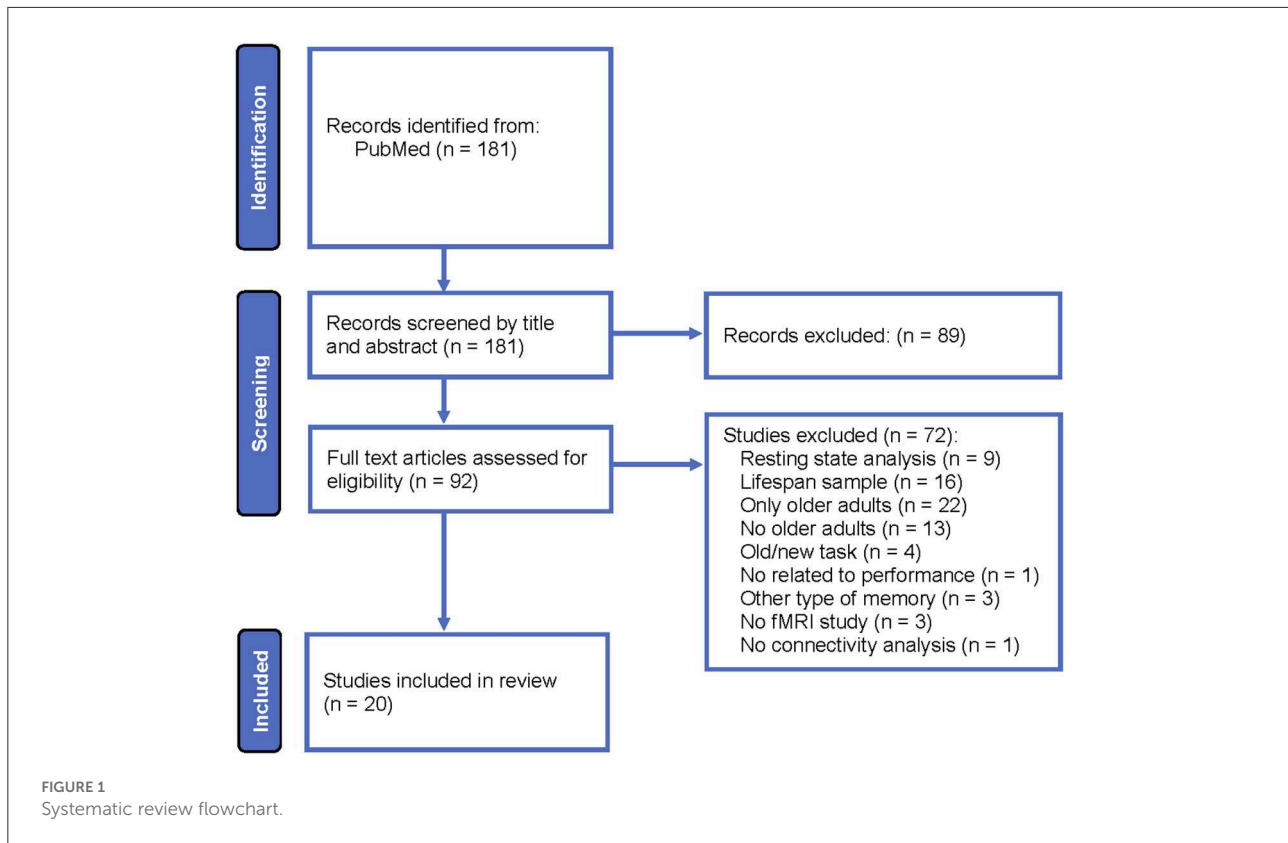 Identification
Records identified from:
PubMed (n = 181)
Screening
Records screened by title
and abstract (n = 181)
Records excluded: (n = 89)
Full text articles assessed for
eligibility (n = 92)
Studies excluded (n = 72):
Resting state analysis (n = 9)
Lifespan sample (n = 16)
Only older adults (n = 22)
No older adults (n = 13)
Old/new task (n = 4)
No related to performance (n = 1)
Other type of memory (n = 3)
No fMRI study (n = 3)
No connectivity analysis (n = 1)
Included
Studies included in review
(n = 20)
FIGURE 1
Systematic review flowchart.